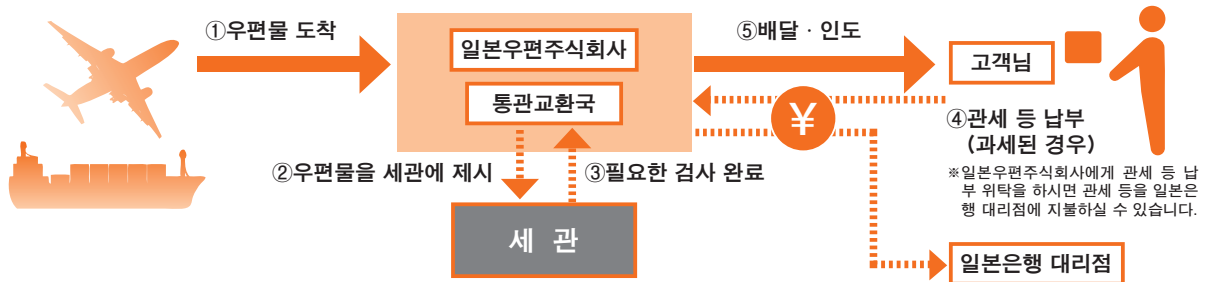 ①우편물 도착
일본우편주식회사
통관교환국
②우편물을 세관에 제시
③필요한 검사 완료
세 관
⑤배달 · 인도
고객님
¥
④관세 등 납부
(과세된 경우)
※일본우편주식회사에게 관세 등 납
부 위탁을 하시면 관세 등을 일본은
행 대리점에 지불하실 수 있습니다.
일본은행 대리점